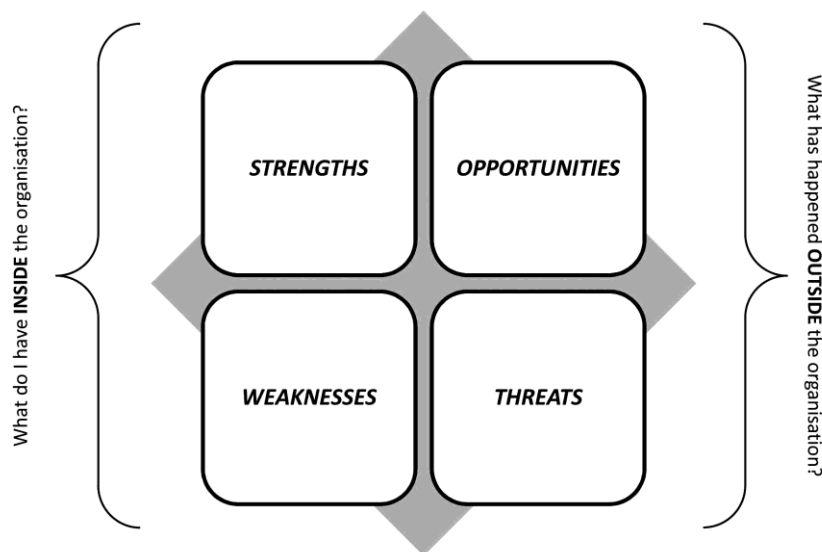 What do I have INSIDE the organisation?
STRENGTHS
OPPORTUNITIES
WEAKNESSES
THREATS
What has happened OUTSIDE the organisation?